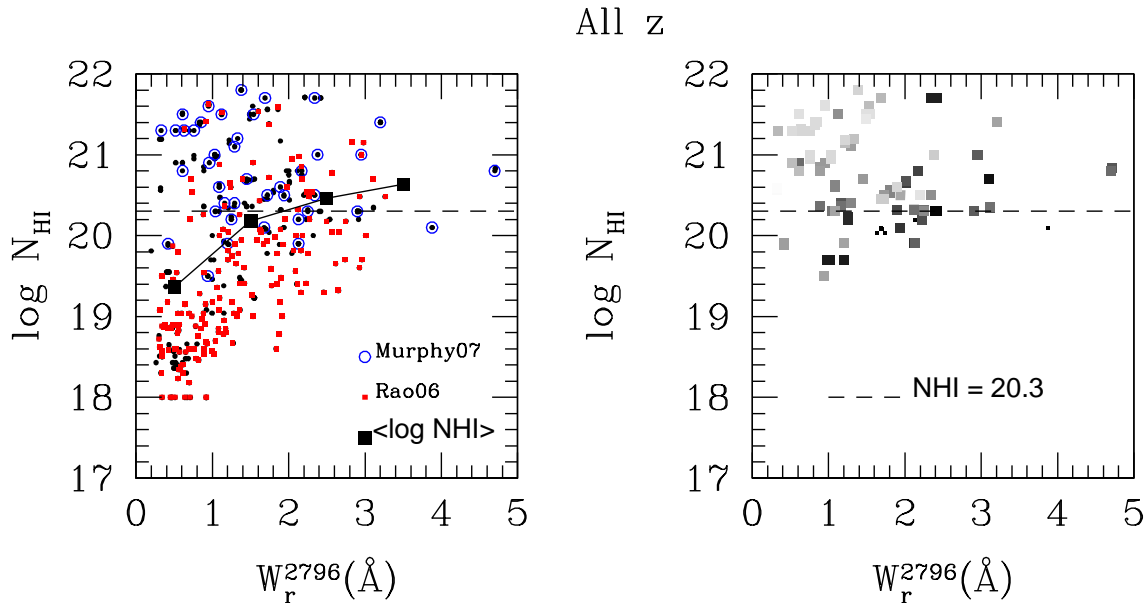 All z
22
21
20
19
18
17
log N_HI
0 1 2 3 4 5
W_r^2796(Å)
Murphy07
Rao06
<log NHI>
22
21
20
19
18
17
log N_HI
0 1 2 3 4 5
W_r^2796(Å)
NHI = 20.3